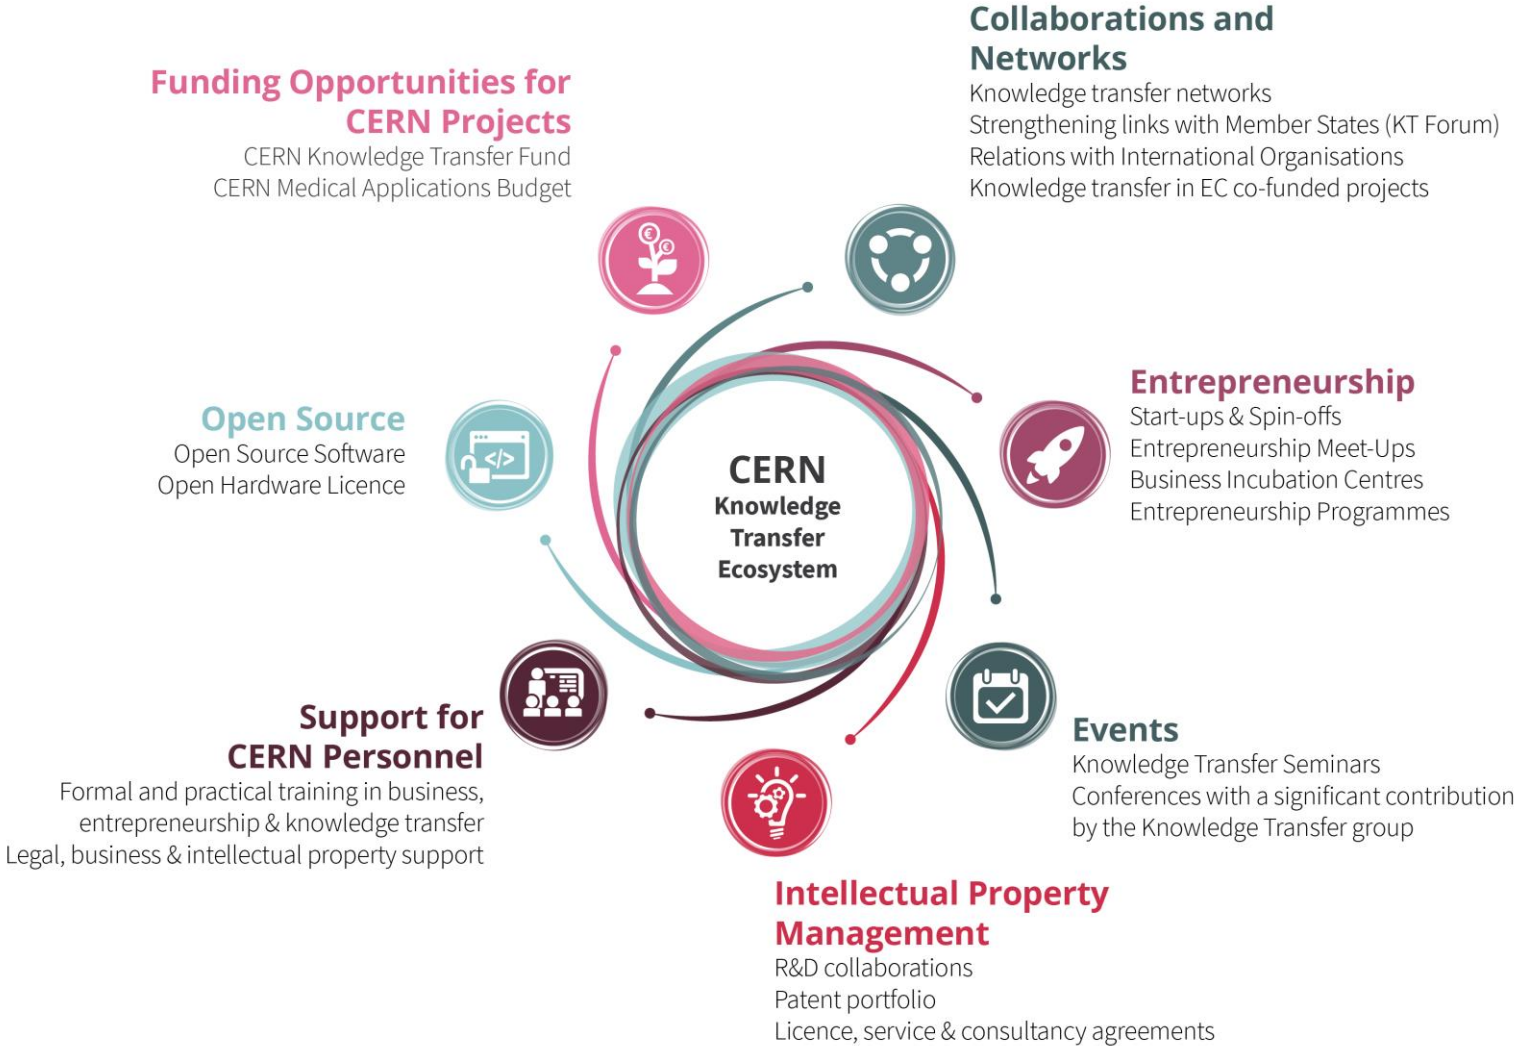 Collaborations and
Networks
Knowledge transfer networks
Strengthening links with Member States (KT Forum)
Relations with International Organisations
Knowledge transfer in EC co-funded projects
Funding Opportunities for
CERN Projects
CERN Knowledge Transfer Fund
CERN Medical Applications Budget
€
€
Entrepreneurship
Start-ups & Spin-offs
Entrepreneurship Meet-Ups
Business Incubation Centres
Entrepreneurship Programmes
Open Source
Open Source Software
Open Hardware Licence
</>
CERN
Knowledge
Transfer
Ecosystem
Support for
CERN Personnel
Formal and practical training in business,
entrepreneurship & knowledge transfer
Legal, business & intellectual property support
Events
Knowledge Transfer Seminars
Conferences with a significant contribution
by the Knowledge Transfer group
Intellectual Property
Management
R&D collaborations
Patent portfolio
Licence, service & consultancy agreements